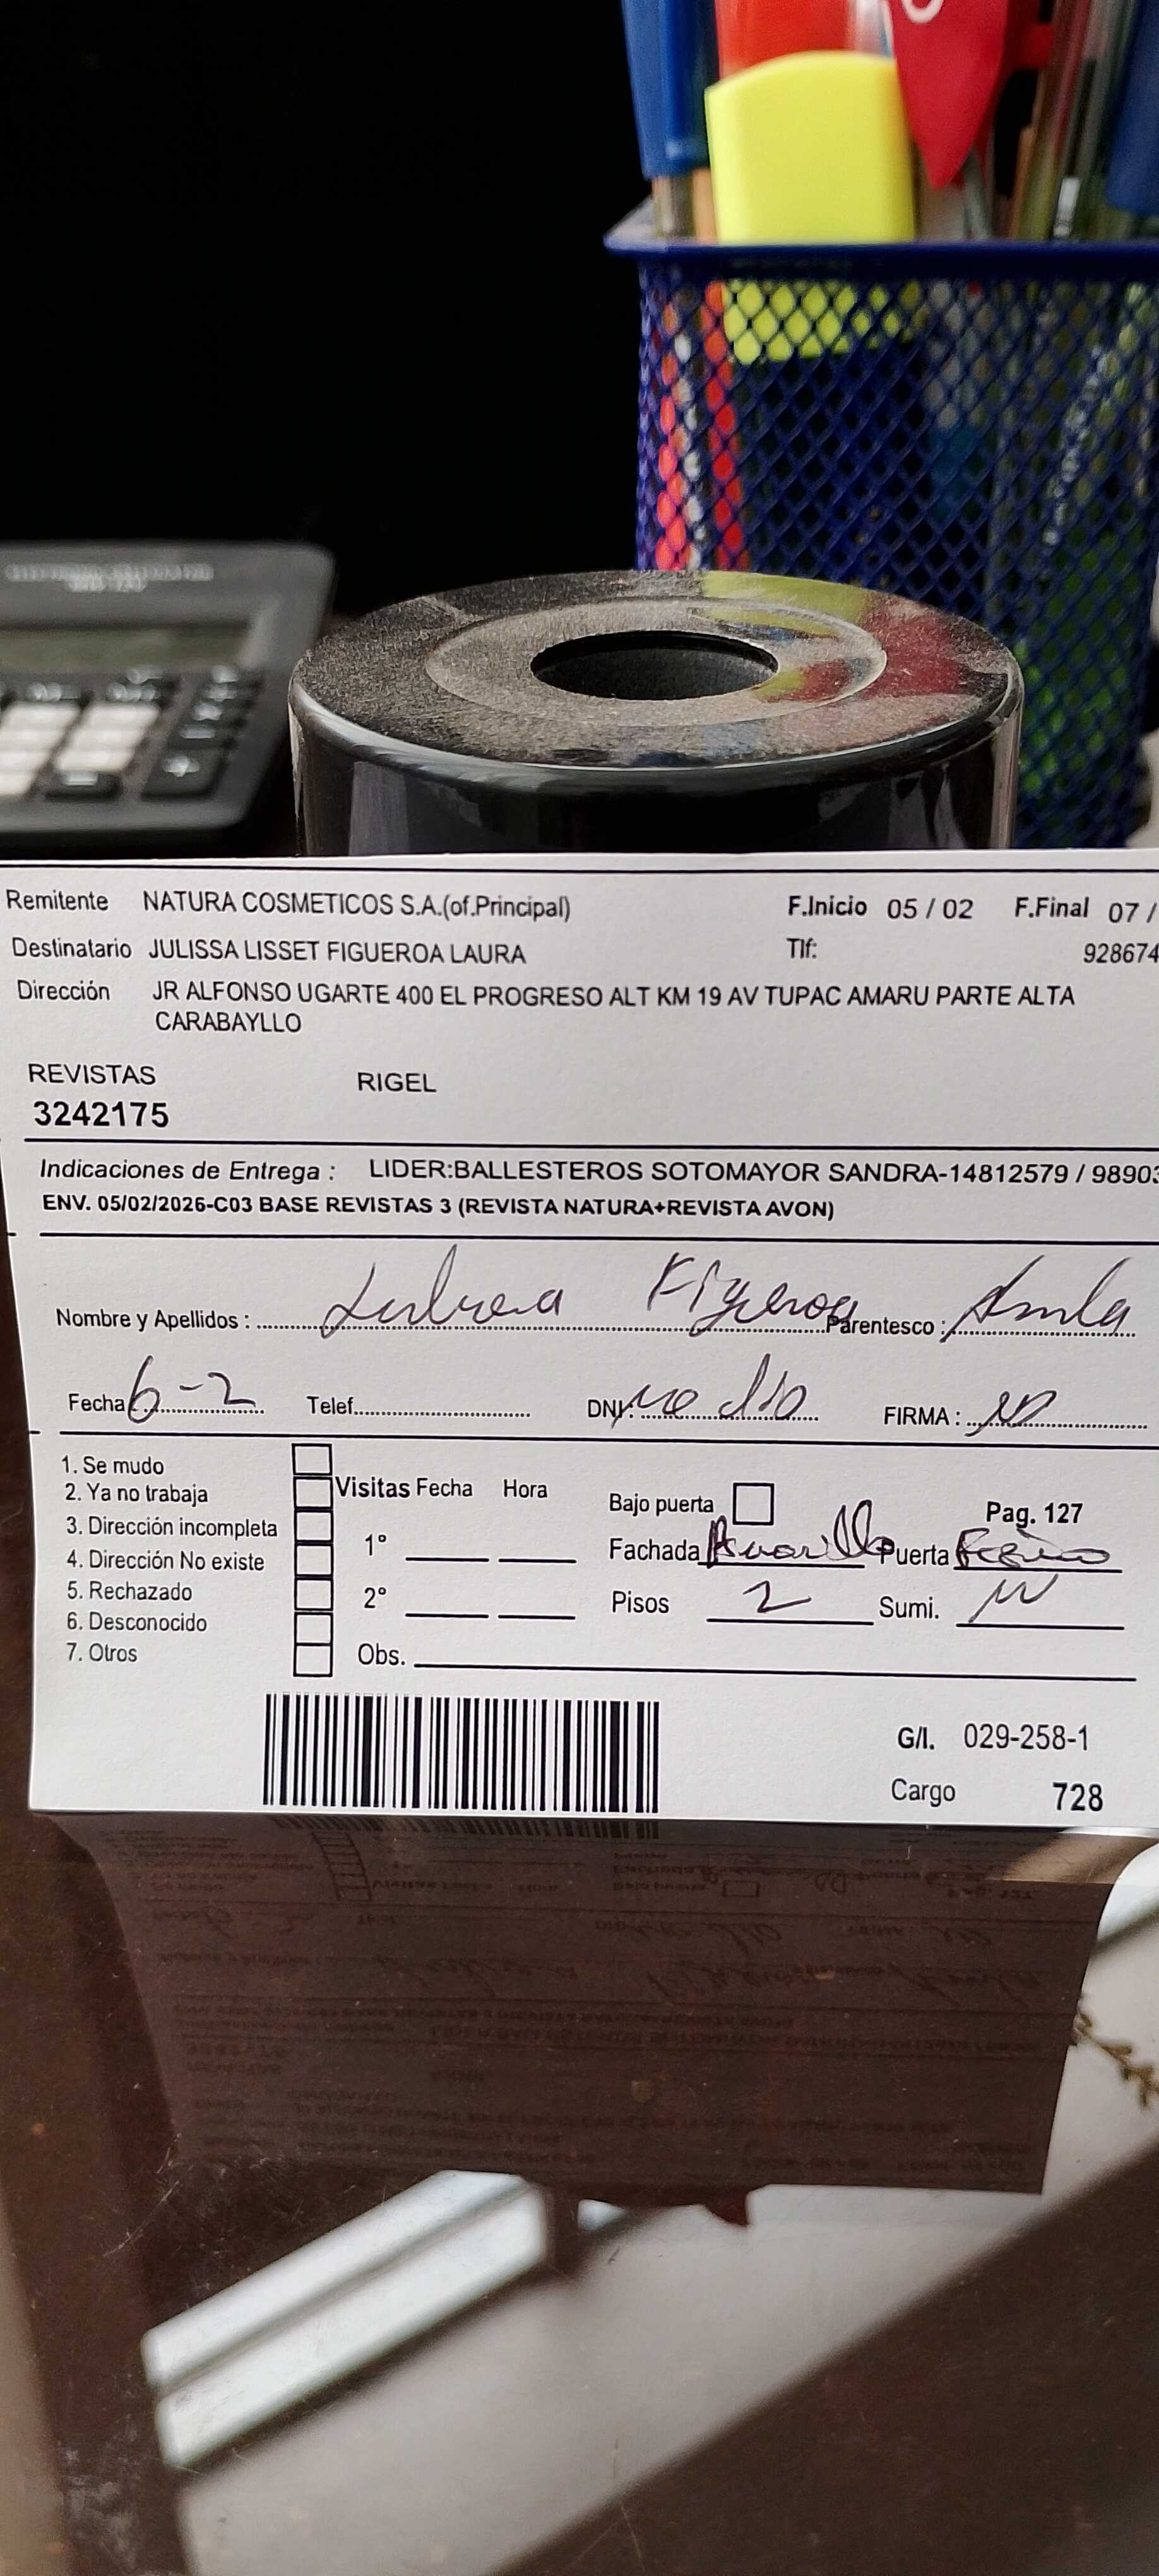 Remitente NATURA COSMETICOS S.A.(of.Principal) F.Inicio 05 / 02 F.Final 07 /
Destinatario JULISSA LISSET FIGUEROA LAURA Tlf: 928674
Dirección JR ALFONSO UGARTE 400 EL PROGRESO ALT KM 19 AV TUPAC AMARU PARTE ALTA
CARABAYLLO
REVISTAS RIGEL
3242175
Indicaciones de Entrega : LIDER:BALLESTEROS SOTOMAYOR SANDRA-14812579 / 98903
ENV. 05/02/2026-C03 BASE REVISTAS 3 (REVISTA NATURA+REVISTA AVON)
Nombre y Apellidos : Figueroa Parentesco :
Fecha 6-2 Telef. DNI: no dio FIRMA :
1. Se mudo
2. Ya no trabaja
3. Dirección incompleta
4. Dirección No existe
5. Rechazado
6. Desconocido
7. Otros
Visitas Fecha Hora
1°
2°
Obs.
Bajo puerta Pag. 127
Fachada Amarillo Puerta
Pisos 2 Sumi.
G/I. 029-258-1
Cargo 728